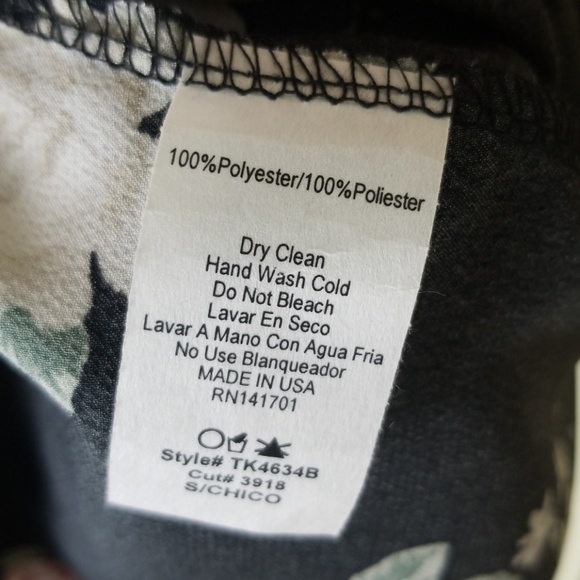 100%Polyester/100%Poliester
Dry Clean
Hand Wash Cold
Do Not Bleach
Lavar En Seco
Lavar A Mano Con Agua Fria
No Use Blanqueador
MADE IN USA
RN141701
Style# TK4634B
Cut# 3918
S/CHICO